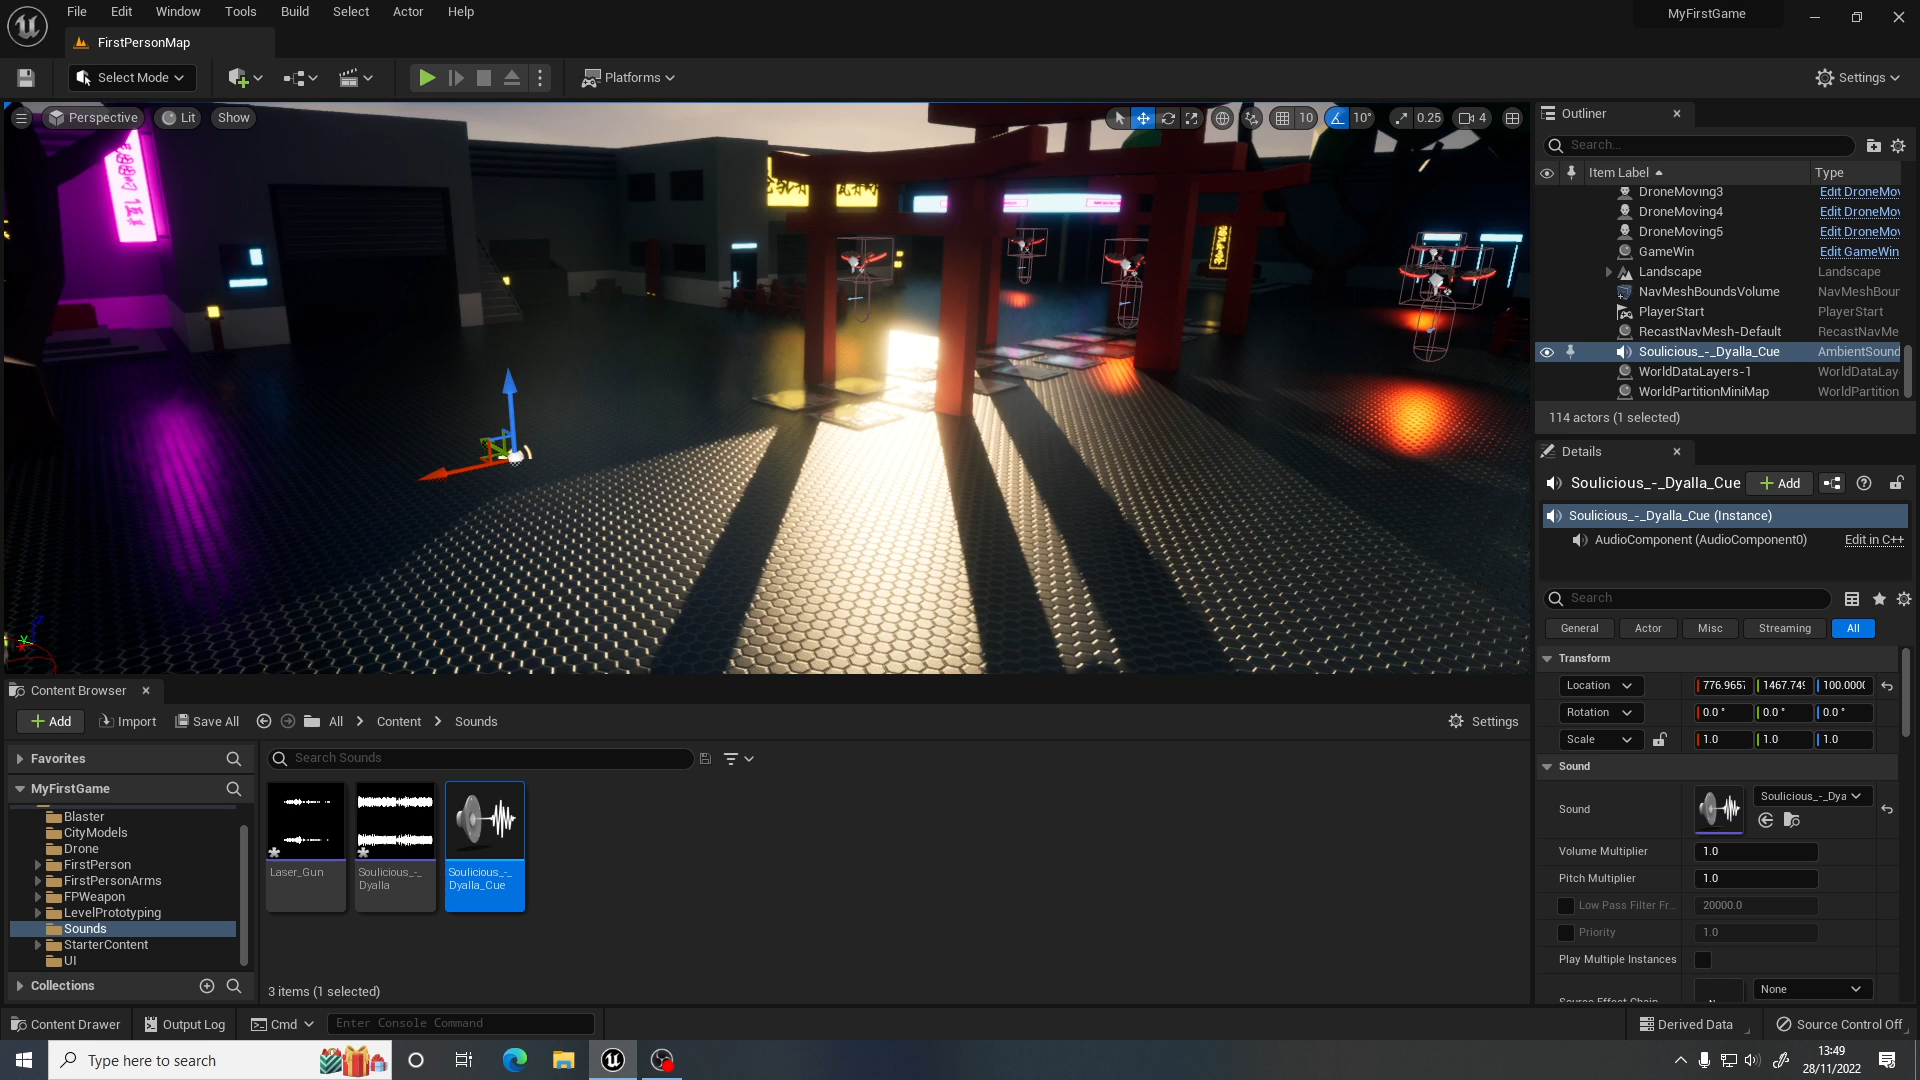 File Edit Window Tools Build Select Actor Help
MyFirstGame
FirstPersonMap
Select Mode
Platforms
Settings
Perspective Lit Show
10 10° 0.25 4
Outliner
Search...
Item Label Type
DroneMoving3 Edit DroneMov
DroneMoving4 Edit DroneMov
DroneMoving5 Edit DroneMov
GameWin Edit GameWin
Landscape Landscape
NavMeshBoundsVolume NavMeshBour
PlayerStart PlayerStart
RecastNavMesh-Default RecastNavMe
Soulicious_-_Dyalla_Cue AmbientSound
WorldDataLayers-1 WorldDataLay
WorldPartitionMiniMap WorldPartition
114 actors (1 selected)
Details
Soulicious_-_Dyalla_Cue Add
Soulicious_-_Dyalla_Cue (Instance)
AudioComponent (AudioComponent0) Edit in C++
Search
General Actor Misc Streaming All
Transform
Location 776.9657 1467.749 100.0000
Rotation 0.0 ° 0.0 ° 0.0 °
Scale 1.0 1.0 1.0
Sound
Sound Soulicious_-_Dya
Volume Multiplier 1.0
Pitch Multiplier 1.0
Low Pass Filter Fr... 20000.0
Priority 1.0
Play Multiple Instances
Source Effect Chain None
Content Browser
Add Import Save All All Content Sounds Settings
Favorites
Search Sounds
MyFirstGame
Blaster
CityModels
Drone
FirstPerson
FirstPersonArms
FPWeapon
LevelPrototyping
Sounds
StarterContent
UI
Collections
Laser_Gun
Soulicious_-_
Dyalla
Soulicious_-_
Dyalla_Cue
3 items (1 selected)
Content Drawer Output Log Cmd Enter Console Command
Derived Data Source Control Off
Type here to search
13:49
28/11/2022